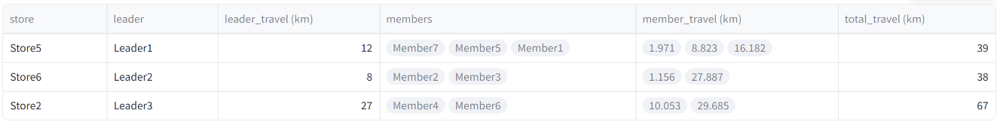 store leader leader_travel (km) members member_travel (km) total_travel (km)
Store5 Leader1 12 Member7 Member5 Member1 1.971 8.823 16.182 39
Store6 Leader2 8 Member2 Member3 1.156 27.887 38
Store2 Leader3 27 Member4 Member6 10.053 29.685 67